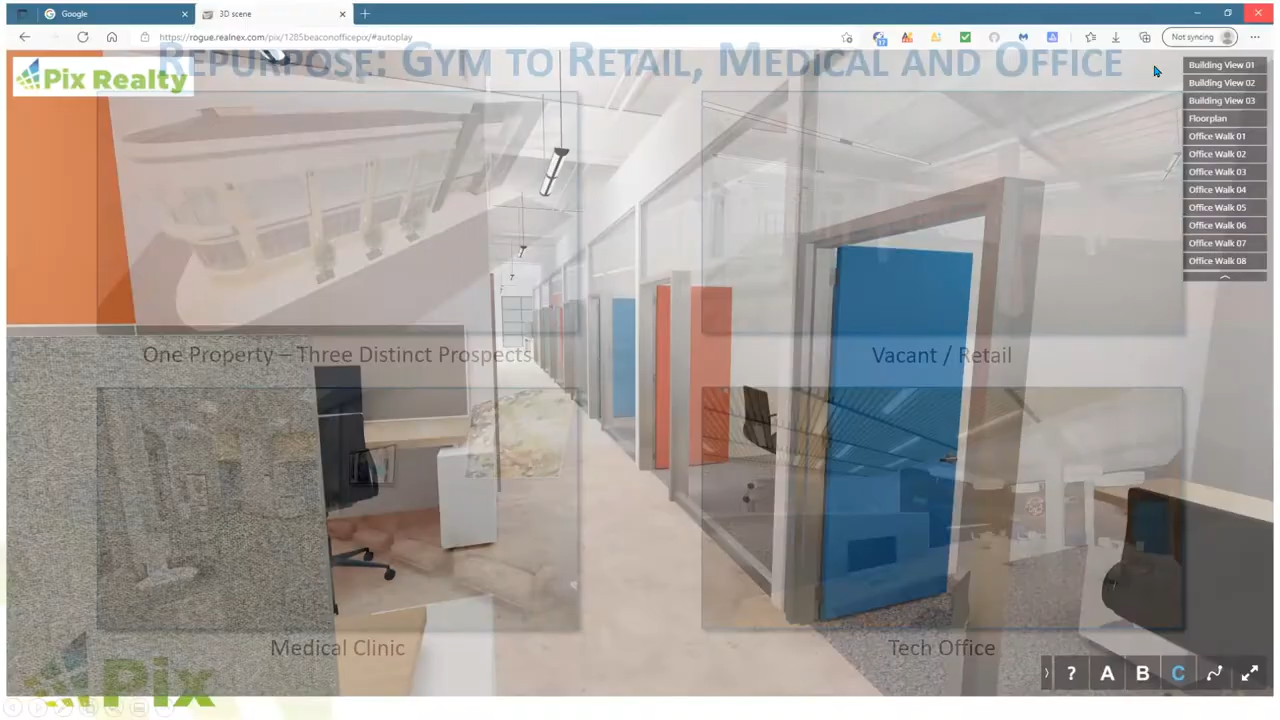 Google
3D scene
https://rogue.realnex.com/pix/1285beaconofficepix/#autoplay
Not syncing
REPURPOSE: GYM TO RETAIL, MEDICAL AND OFFICE
Pix Realty
Building View 01
Building View 02
Building View 03
Floorplan
Office Walk 01
Office Walk 02
Office Walk 03
Office Walk 04
Office Walk 05
Office Walk 06
Office Walk 07
Office Walk 08
One Property – Three Distinct Prospects
Vacant / Retail
Medical Clinic
Tech Office
? A B C
Pix